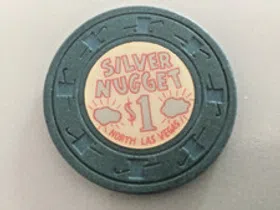 SILVER
NUGGET
$1
NORTH LAS VEGAS